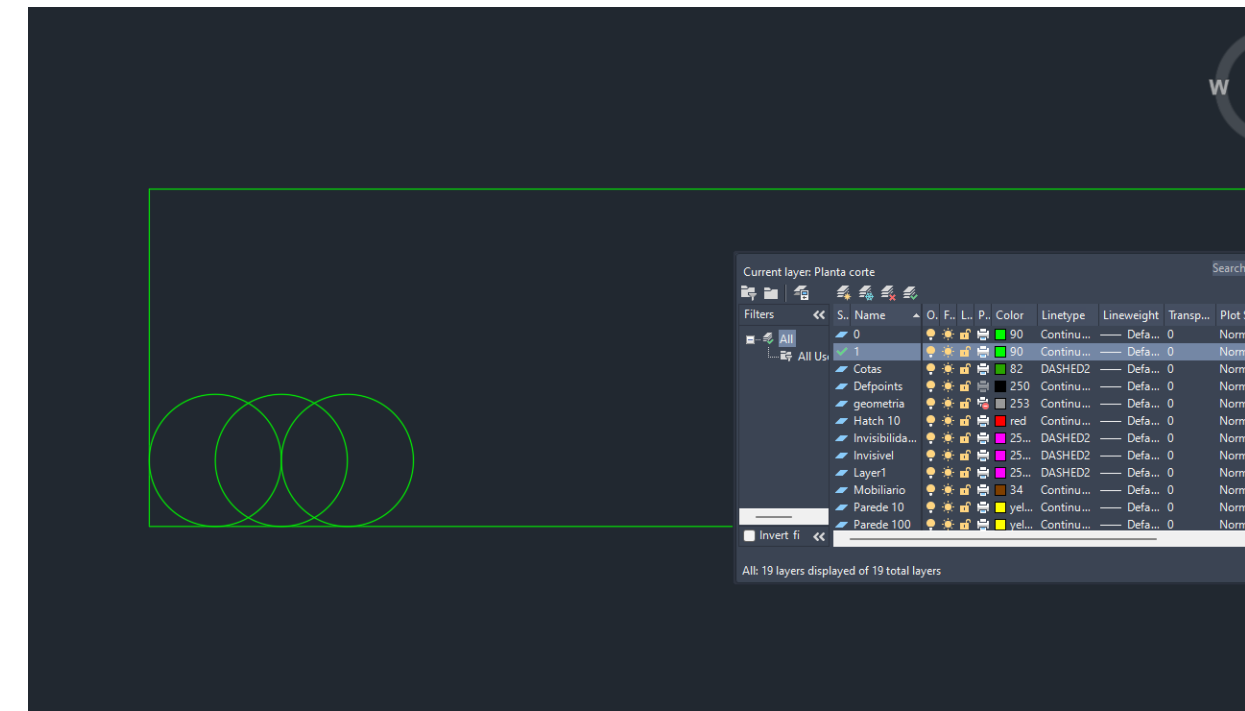 W
Current layer: Planta corte
Search
Filters
S.. Name O. F.. L.. P.. Color Linetype Lineweight Transp... Plot S
All
All Us
0 90 Continu... Defa... 0 Norm
1 90 Continu... Defa... 0 Norm
Cotas 82 DASHED2 Defa... 0 Norm
Defpoints 250 Continu... Defa... 0 Norm
geometria 253 Continu... Defa... 0 Norm
Hatch 10 red Continu... Defa... 0 Norm
Invisibilida... 25... DASHED2 Defa... 0 Norm
Invisivel 25... DASHED2 Defa... 0 Norm
Layer1 25... DASHED2 Defa... 0 Norm
Mobiliario 34 Continu... Defa... 0 Norm
Parede 10 yel... Continu... Defa... 0 Norm
Parede 100 yel... Continu... Defa... 0 Norm
Invert fi
All: 19 layers displayed of 19 total layers